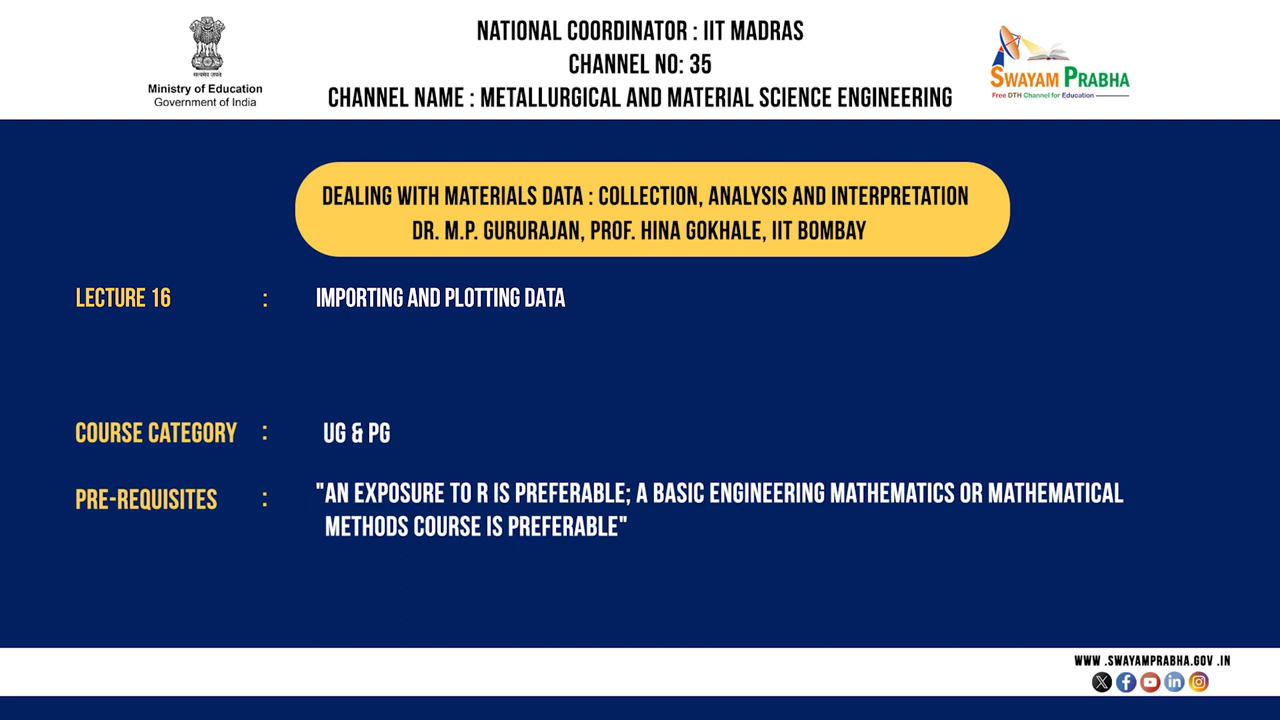 NATIONAL COORDINATOR : IIT MADRAS
CHANNEL NO: 35
CHANNEL NAME : METALLURGICAL AND MATERIAL SCIENCE ENGINEERING
सत्यमेव जयते
Ministry of Education
Government of India
SWAYAM PRABHA
Free DTH Channel for Education
DEALING WITH MATERIALS DATA : COLLECTION, ANALYSIS AND INTERPRETATION
DR. M.P. GURURAJAN, PROF. HINA GOKHALE, IIT BOMBAY
LECTURE 16 : IMPORTING AND PLOTTING DATA
COURSE CATEGORY : UG & PG
PRE-REQUISITES : "AN EXPOSURE TO R IS PREFERABLE; A BASIC ENGINEERING MATHEMATICS OR MATHEMATICAL
METHODS COURSE IS PREFERABLE"
WWW .SWAYAMPRABHA.GOV .IN